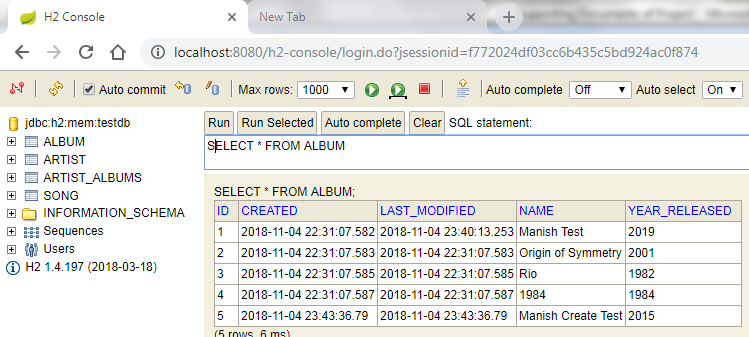 H2 Console
New Tab
localhost:8080/h2-console/login.do?jsessionid=f772024df03cc6b435c5bd924ac0f874
Auto commit Max rows: 1000 Auto complete Off Auto select On
jdbc:h2:mem:testdb
ALBUM
ARTIST
ARTIST_ALBUMS
SONG
INFORMATION_SCHEMA
Sequences
Users
H2 1.4.197 (2018-03-18)
Run Run Selected Auto complete Clear SQL statement:
SELECT * FROM ALBUM
SELECT * FROM ALBUM;
ID CREATED LAST_MODIFIED NAME YEAR_RELEASED
1 2018-11-04 22:31:07.582 2018-11-04 23:40:13.253 Manish Test 2019
2 2018-11-04 22:31:07.583 2018-11-04 22:31:07.583 Origin of Symmetry 2001
3 2018-11-04 22:31:07.585 2018-11-04 22:31:07.585 Rio 1982
4 2018-11-04 22:31:07.587 2018-11-04 22:31:07.587 1984 1984
5 2018-11-04 23:43:36.79 2018-11-04 23:43:36.79 Manish Create Test 2015
(5 rows, 6 ms)